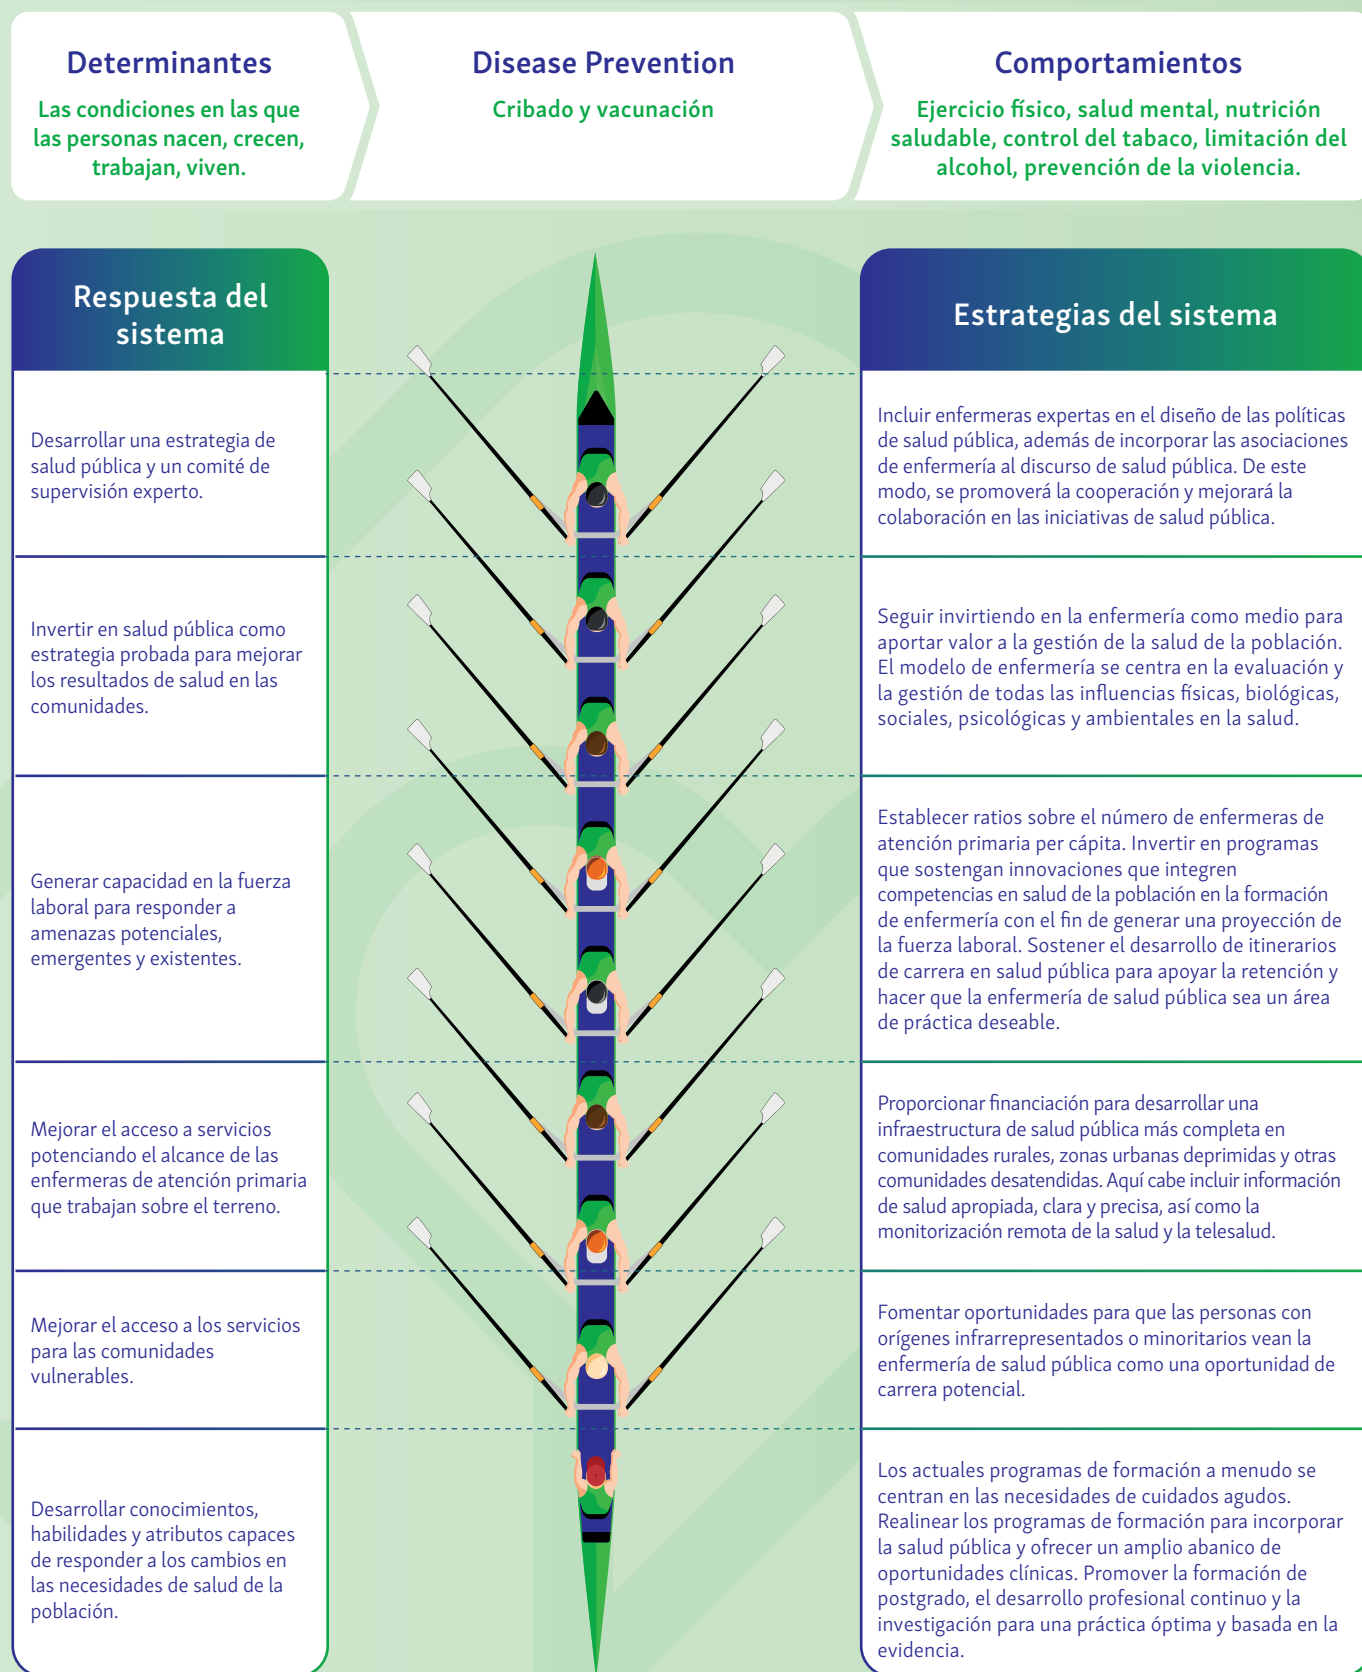 Determinantes
Las condiciones en las que
las personas nacen, crecen,
trabajan, viven.
Disease Prevention
Cribado y vacunación
Comportamientos
Ejercicio físico, salud mental, nutrición
saludable, control del tabaco, limitación del
alcohol, prevención de la violencia.
Respuesta del
sistema
Estrategias del sistema
Desarrollar una estrategia de
salud pública y un comité de
supervisión experto.
Incluir enfermeras expertas en el diseño de las políticas
de salud pública, además de incorporar las asociaciones
de enfermería al discurso de salud pública. De este
modo, se promoverá la cooperación y mejorará la
colaboración en las iniciativas de salud pública.
Invertir en salud pública como
estrategia probada para mejorar
los resultados de salud en las
comunidades.
Seguir invirtiendo en la enfermería como medio para
aportar valor a la gestión de la salud de la población.
El modelo de enfermería se centra en la evaluación y
la gestión de todas las influencias físicas, biológicas,
sociales, psicológicas y ambientales en la salud.
Generar capacidad en la fuerza
laboral para responder a
amenazas potenciales,
emergentes y existentes.
Establecer ratios sobre el número de enfermeras de
atención primaria per cápita. Invertir en programas
que sostengan innovaciones que integren
competencias en salud de la población en la formación
de enfermería con el fin de generar una proyección de
la fuerza laboral. Sostener el desarrollo de itinerarios
de carrera en salud pública para apoyar la retención y
hacer que la enfermería de salud pública sea un área
de práctica deseable.
Mejorar el acceso a servicios
potenciando el alcance de las
enfermeras de atención primaria
que trabajan sobre el terreno.
Proporcionar financiación para desarrollar una
infraestructura de salud pública más completa en
comunidades rurales, zonas urbanas deprimidas y otras
comunidades desatendidas. Aquí cabe incluir información
de salud apropiada, clara y precisa, así como la
monitorización remota de la salud y la telesalud.
Mejorar el acceso a los servicios
para las comunidades
vulnerables.
Fomentar oportunidades para que las personas con
orígenes infrarrepresentados o minoritarios vean la
enfermería de salud pública como una oportunidad de
carrera potencial.
Desarrollar conocimientos,
habilidades y atributos capaces
de responder a los cambios en
las necesidades de salud de la
población.
Los actuales programas de formación a menudo se
centran en las necesidades de cuidados agudos.
Realinear los programas de formación para incorporar
la salud pública y ofrecer un amplio abanico de
oportunidades clínicas. Promover la formación de
postgrado, el desarrollo profesional continuo y la
investigación para una práctica óptima y basada en la
evidencia.